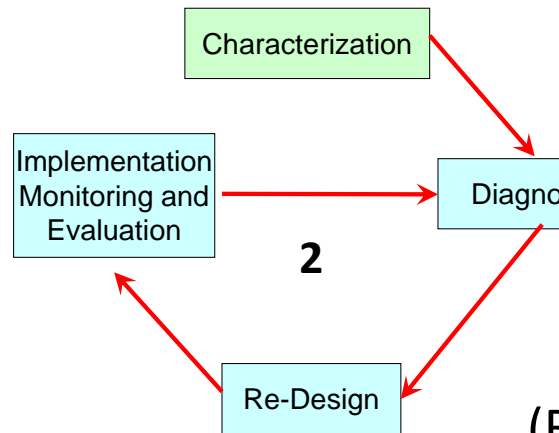 Characterization
Implementation
Monitoring and
Evaluation
Diagno
2
Re-Design
(